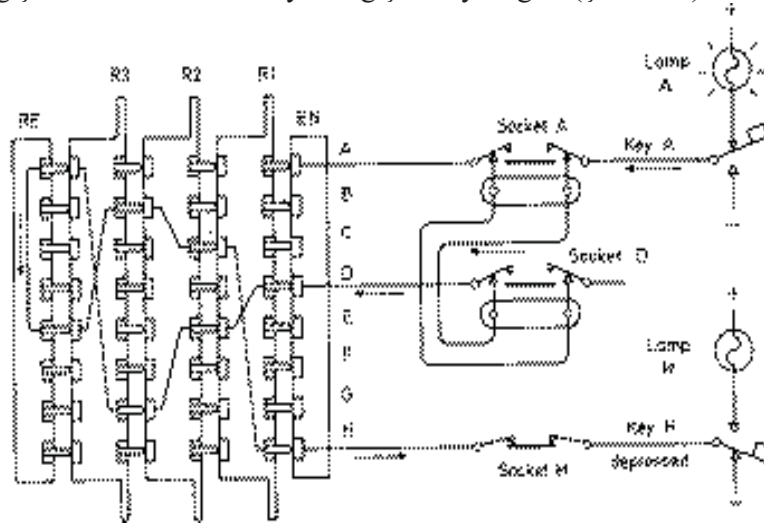 Lamp
A
R3
R2
R1
RE
EN
Socket A
A
Key A
B
C
Socket D
D
E
F
Lamp
H
G
H
Key H
depressed
Socket H